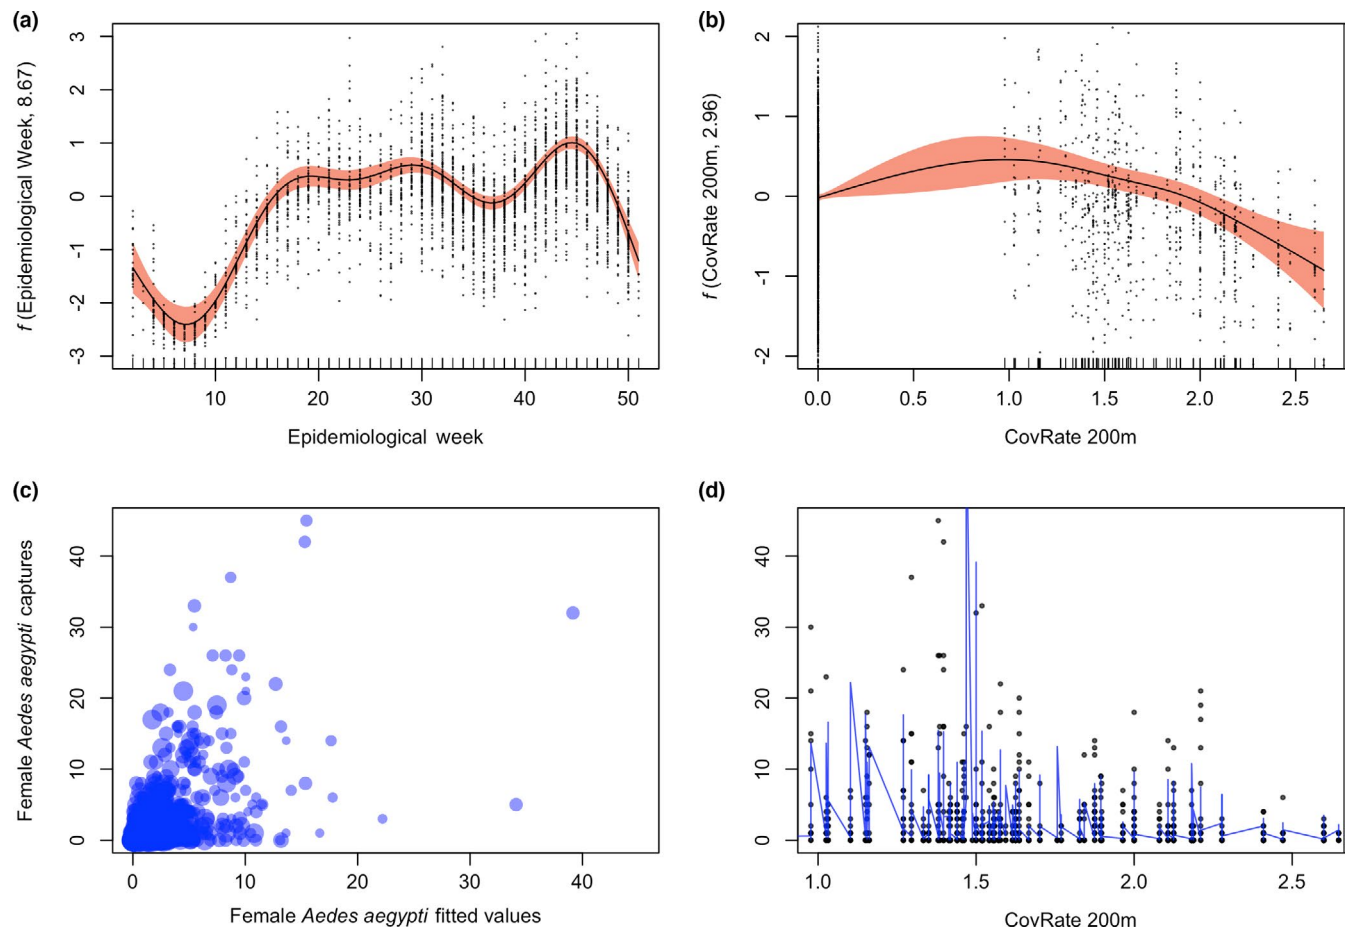 (a)
f (Epidemiological Week, 8.67)
3
2
1
0
-1
-2
-3
10 20 30 40 50
Epidemiological week
(b)
f (CovRate 200m, 2.96)
2
1
0
-1
-2
0.0 0.5 1.0 1.5 2.0 2.5
CovRate 200m
(c)
Female Aedes aegypti captures
40
30
20
10
0
0 10 20 30 40
Female Aedes aegypti fitted values
(d)
40
30
20
10
0
1.0 1.5 2.0 2.5
CovRate 200m